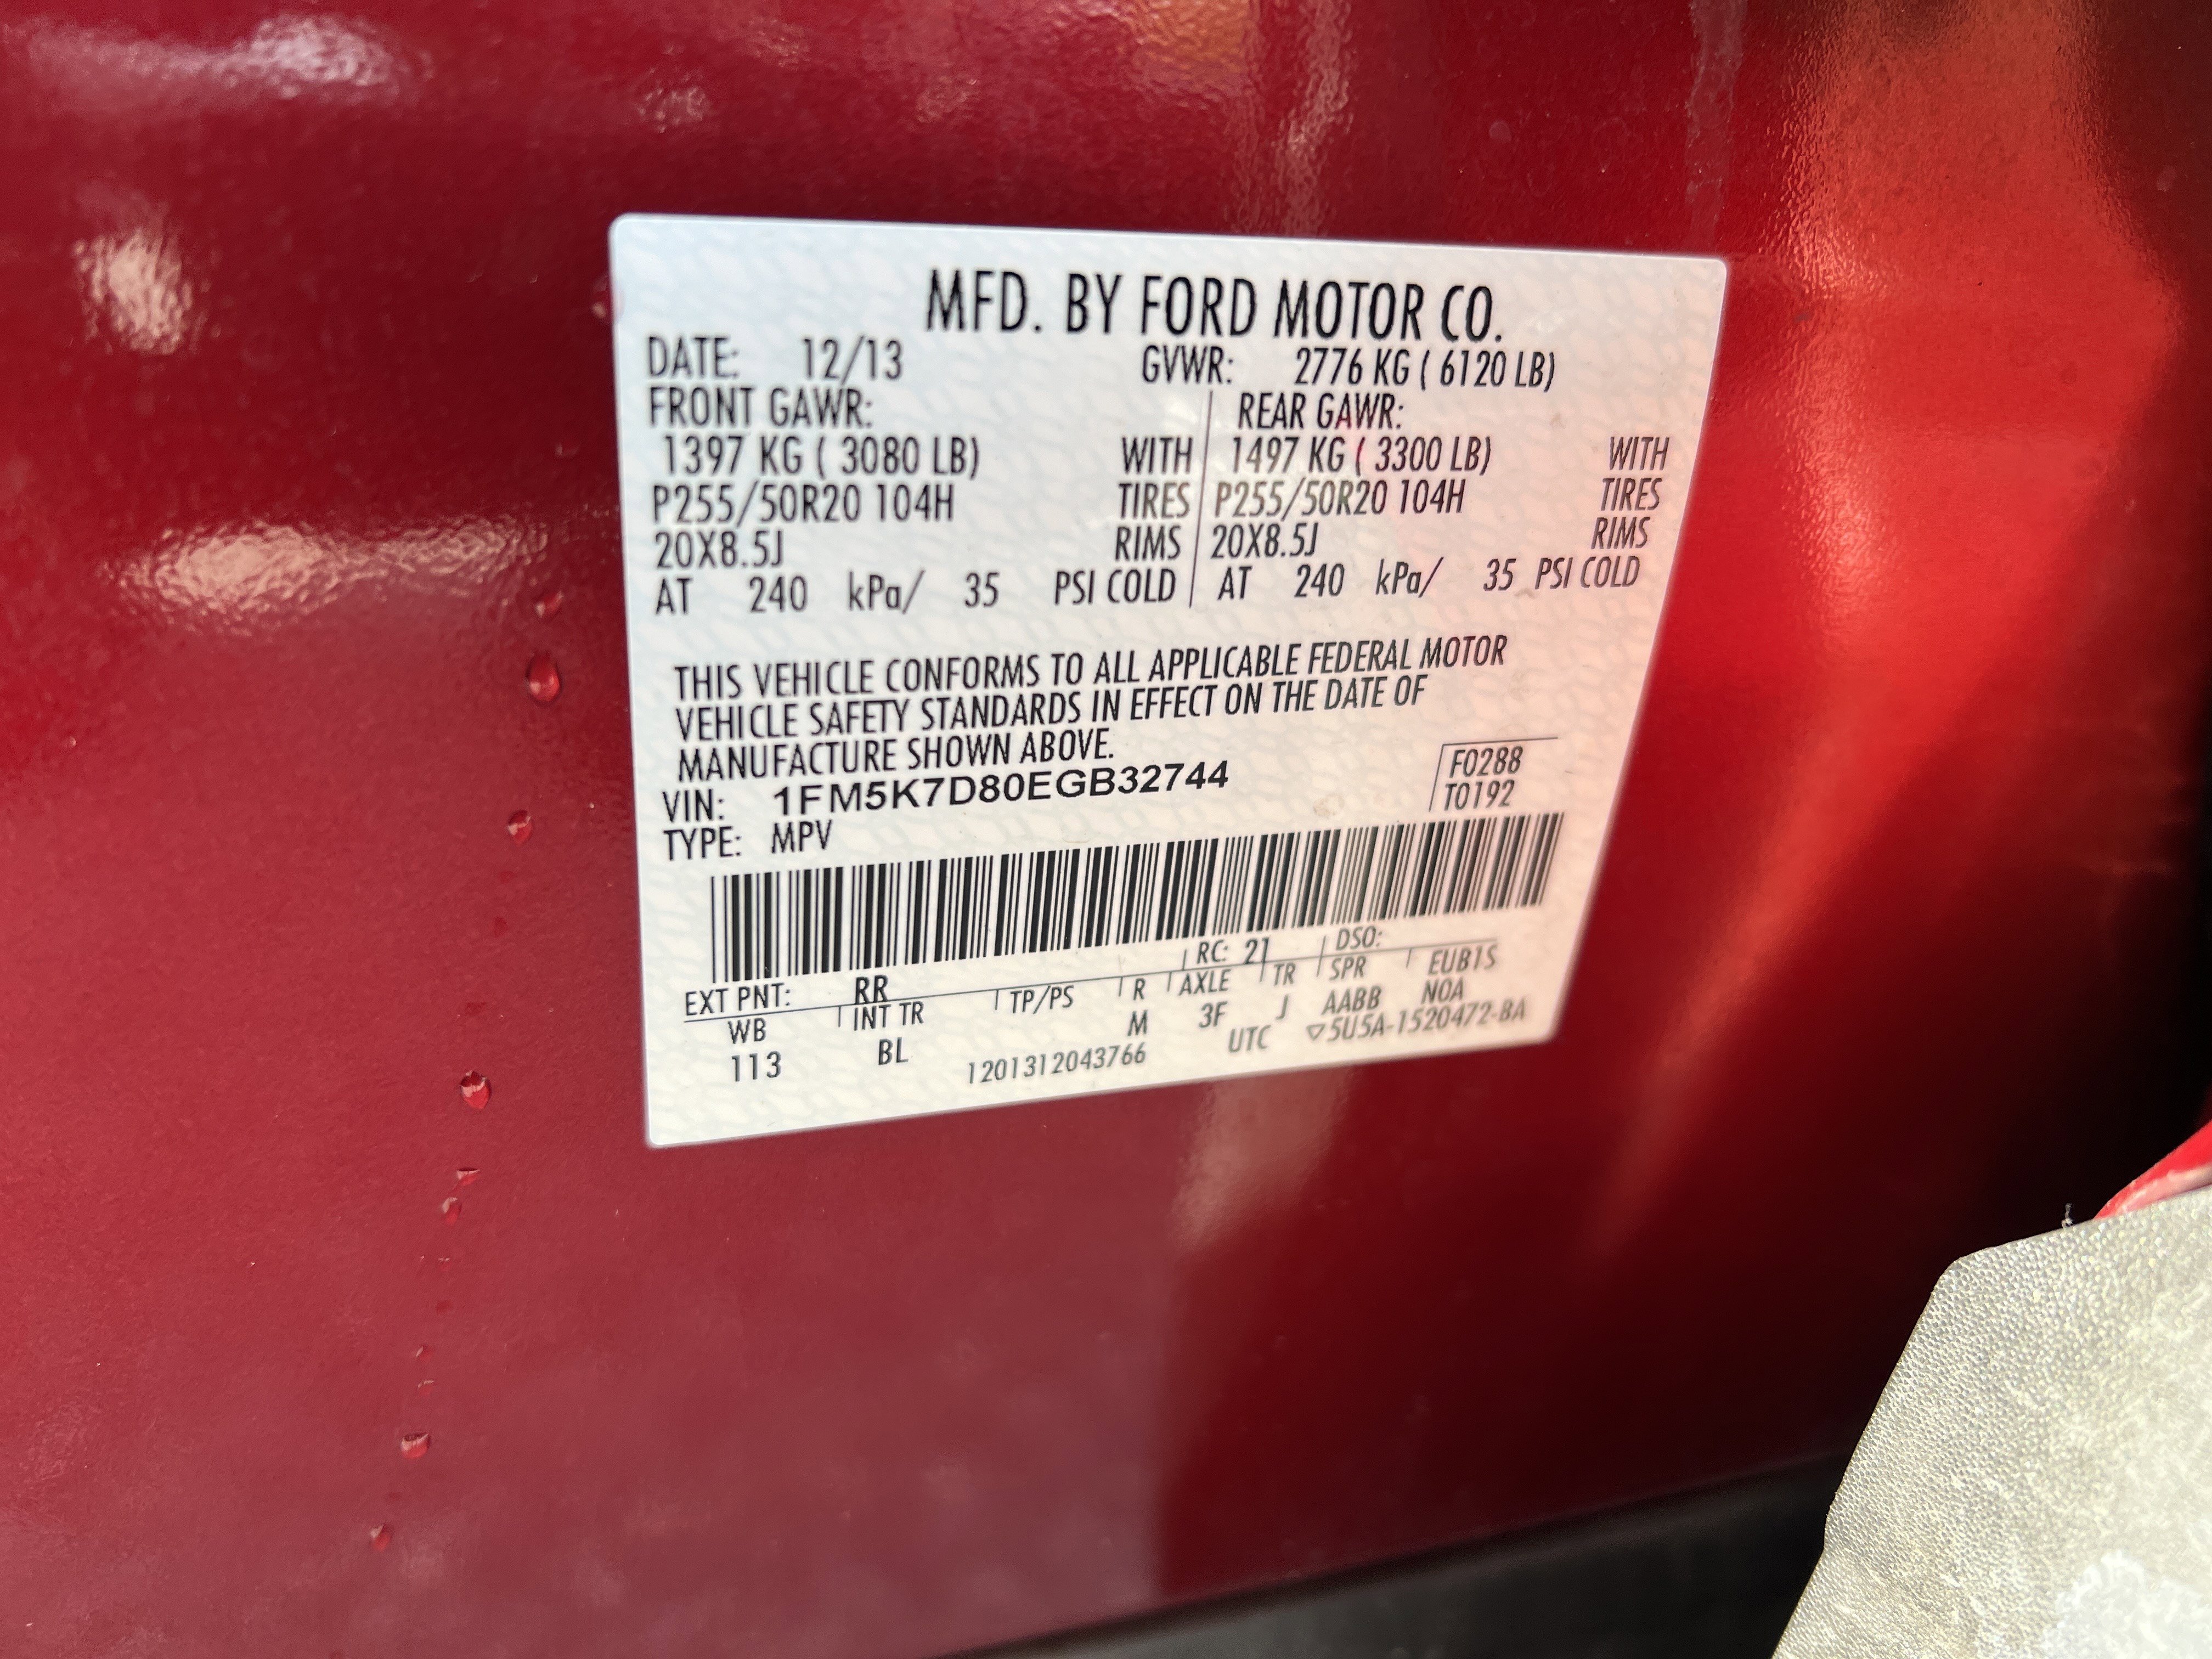 MFD. BY FORD MOTOR CO.
DATE: 12/13 GVWR: 2776 KG ( 6120 LB)
FRONT GAWR: REAR GAWR:
1397 KG ( 3080 LB) WITH 1497 KG ( 3300 LB) WITH
P255/50R20 104H TIRES P255/50R20 104H TIRES
20X8.5J RIMS 20X8.5J RIMS
AT 240 kPa/ 35 PSI COLD AT 240 kPa/ 35 PSI COLD
THIS VEHICLE CONFORMS TO ALL APPLICABLE FEDERAL MOTOR
VEHICLE SAFETY STANDARDS IN EFFECT ON THE DATE OF
MANUFACTURE SHOWN ABOVE.
VIN: 1FM5K7D80EGB32744 F0288
TYPE: MPV T0192
EXT PNT: RR RC: 21 DSO:
WB INT TR TP/PS R AXLE TR SPR EUB1S
113 BL M 3F J AABB N0A
1201312043766 UTC ▽5U5A-1520472-BA